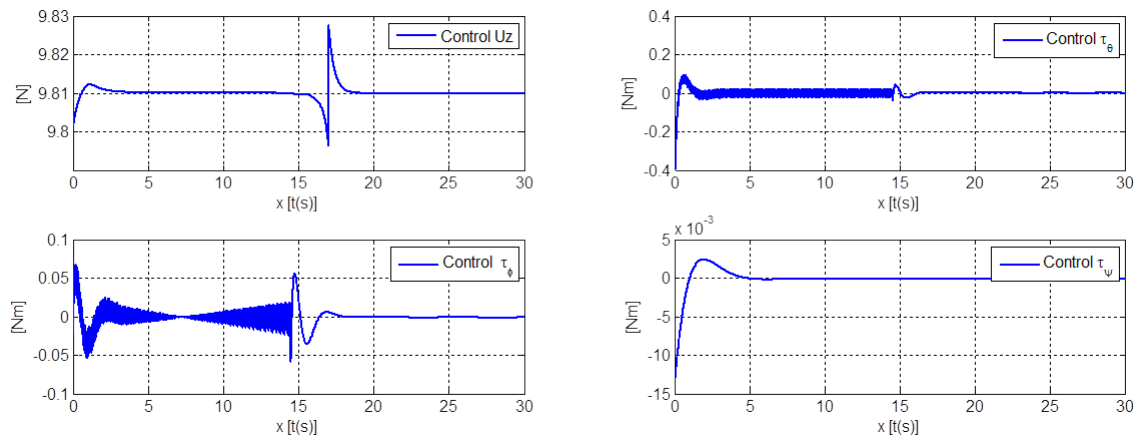 9.83
9.82
9.81
9.8
[N]
Control Uz
0 5 10 15 20 25 30
x [t(s)]
0.4
0.2
0
-0.2
-0.4
[Nm]
Control τθ
0 5 10 15 20 25 30
x [t(s)]
0.1
0.05
0
-0.05
-0.1
[Nm]
Control τϕ
0 5 10 15 20 25 30
x [t(s)]
x 10⁻³
5
0
-5
-10
-15
[Nm]
Control τψ
0 5 10 15 20 25 30
x [t(s)]